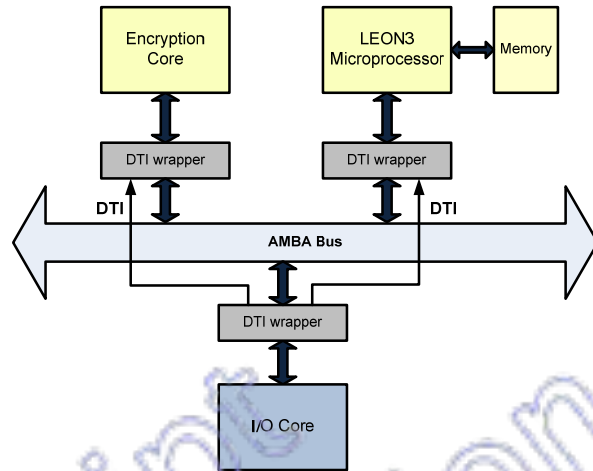 Encryption
Core
LEON3
Microprocessor
Memory
DTI wrapper
DTI wrapper
DTI
DTI
AMBA Bus
DTI wrapper
I/O Core